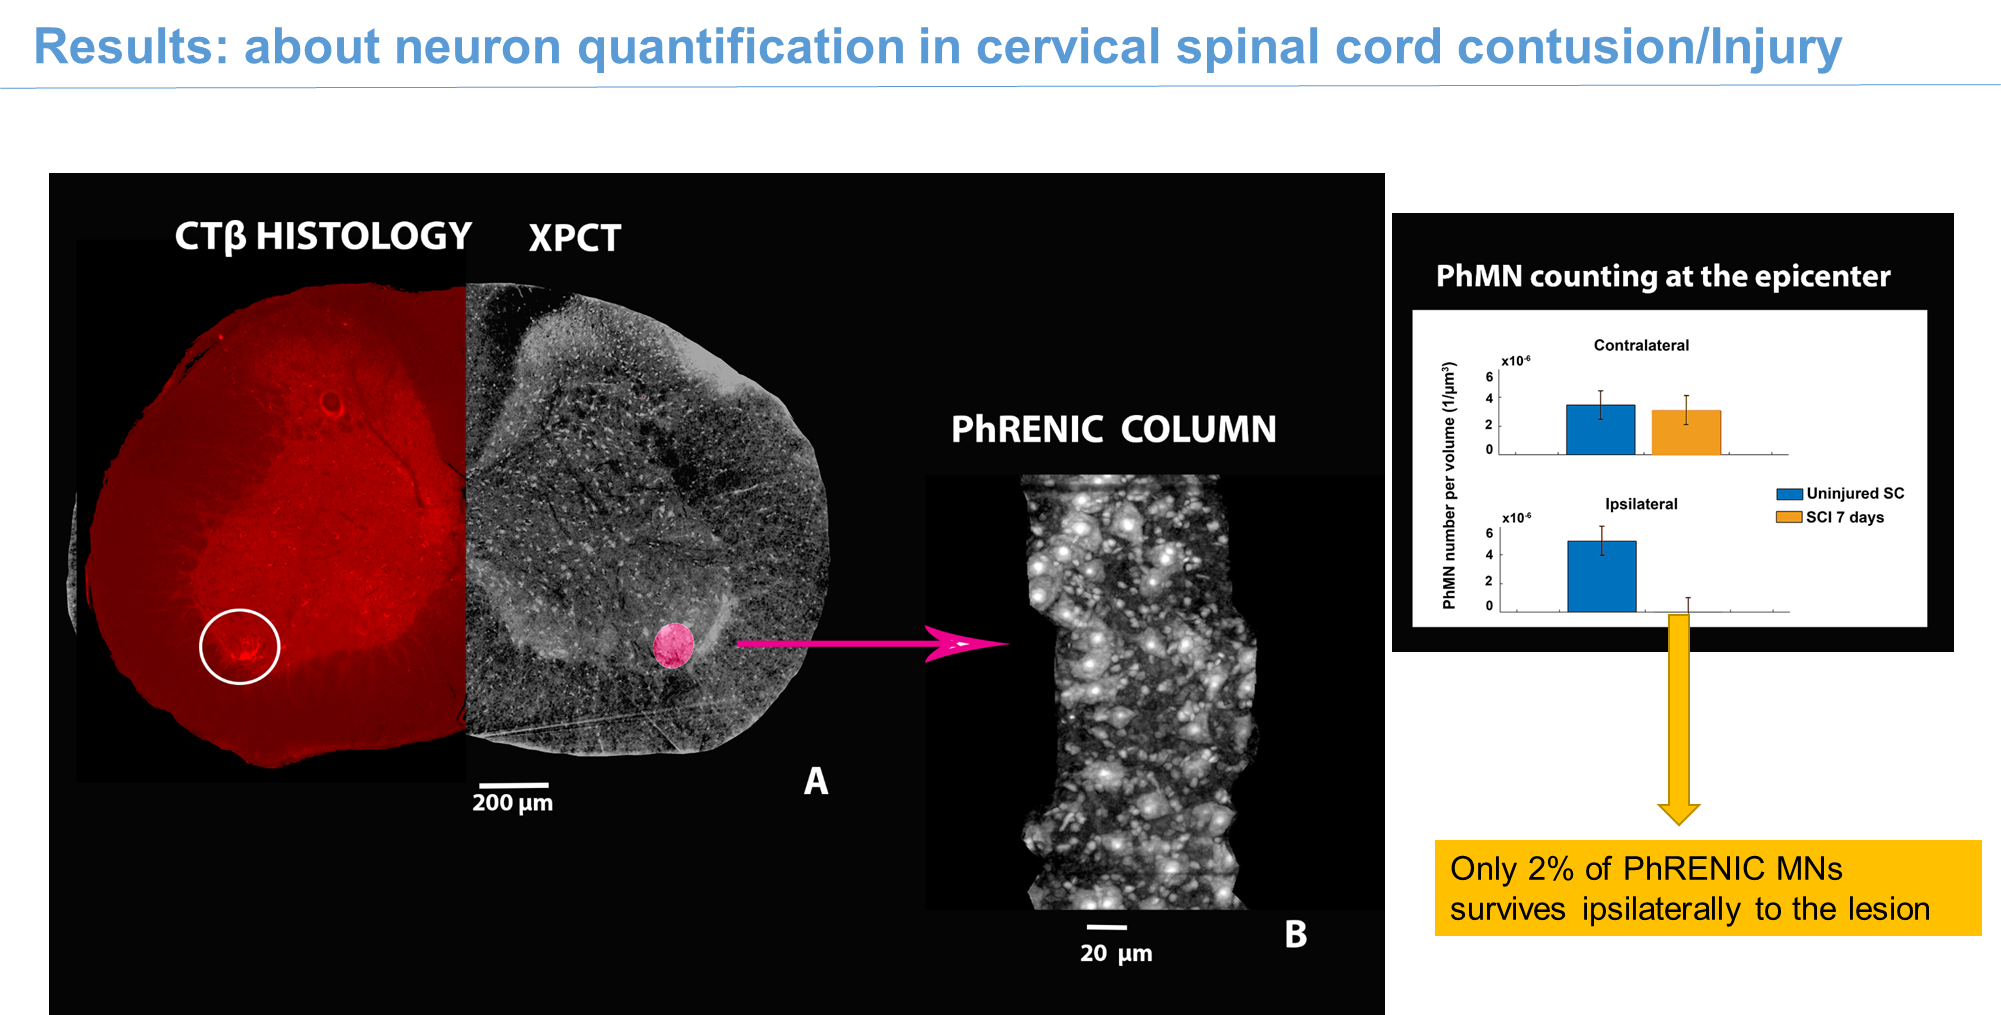 Results: about neuron quantification in cervical spinal cord contusion/Injury
CTβ HISTOLOGY
XPCT
200 µm
A
PhRENIC COLUMN
20 µm
B
PhMN counting at the epicenter
PhMN number per volume (1/µm³)
Contralateral
x10⁻⁶
6
4
2
0
Ipsilateral
x10⁻⁶
6
4
2
0
Uninjured SC
SCI 7 days
Only 2% of PhRENIC MNs
survives ipsilaterally to the lesion